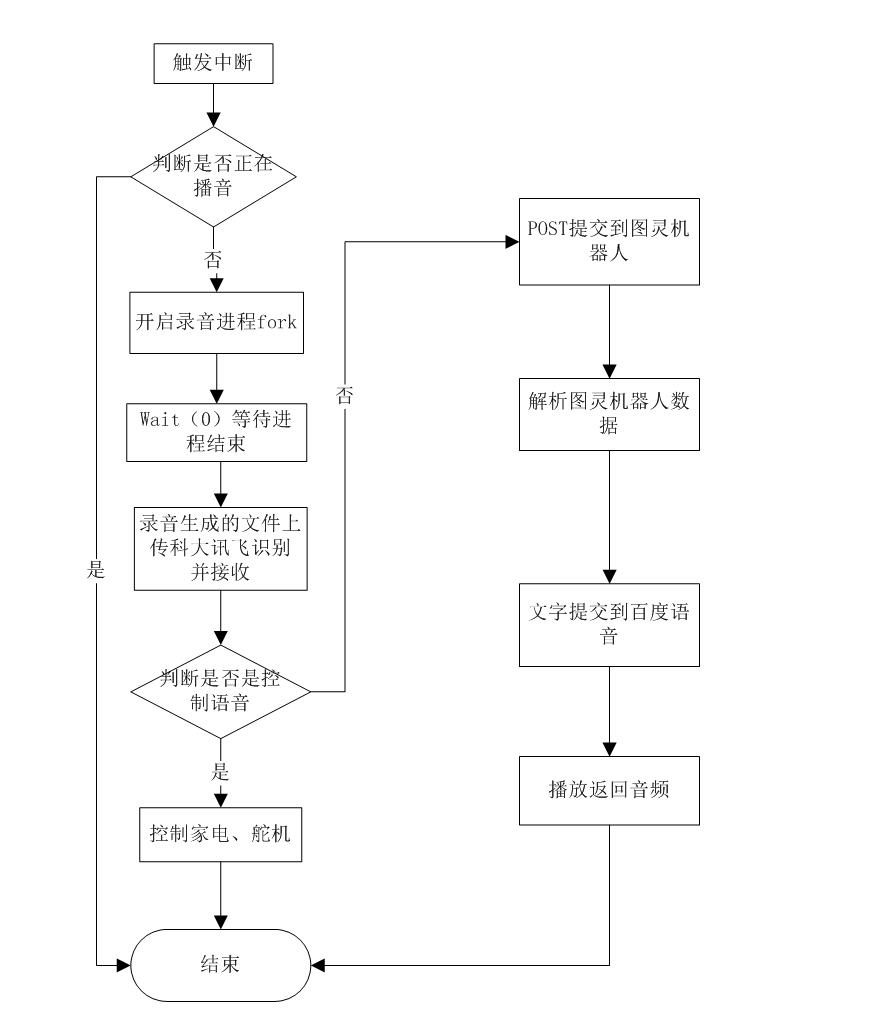 触发中断
判断是否正在
播音
否
开启录音进程fork
Wait（0）等待进
程结束
录音生成的文件上
传科大讯飞识别
并接收
是
判断是否是控
制语音
是
控制家电、舵机
结束
否
POST提交到图灵机
器人
解析图灵机器人数
据
文字提交到百度语
音
播放返回音频